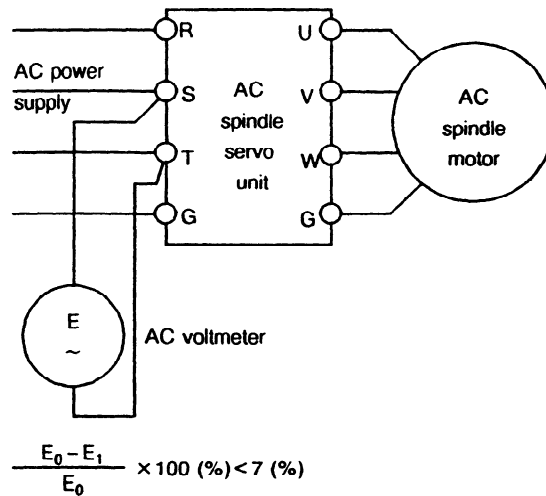 R
U
AC power
supply
S
AC
spindle
servo
unit
V
AC
spindle
motor
T
W
G
G
E
~
AC voltmeter
E₀ – E₁
E₀
× 100 (%) < 7 (%)